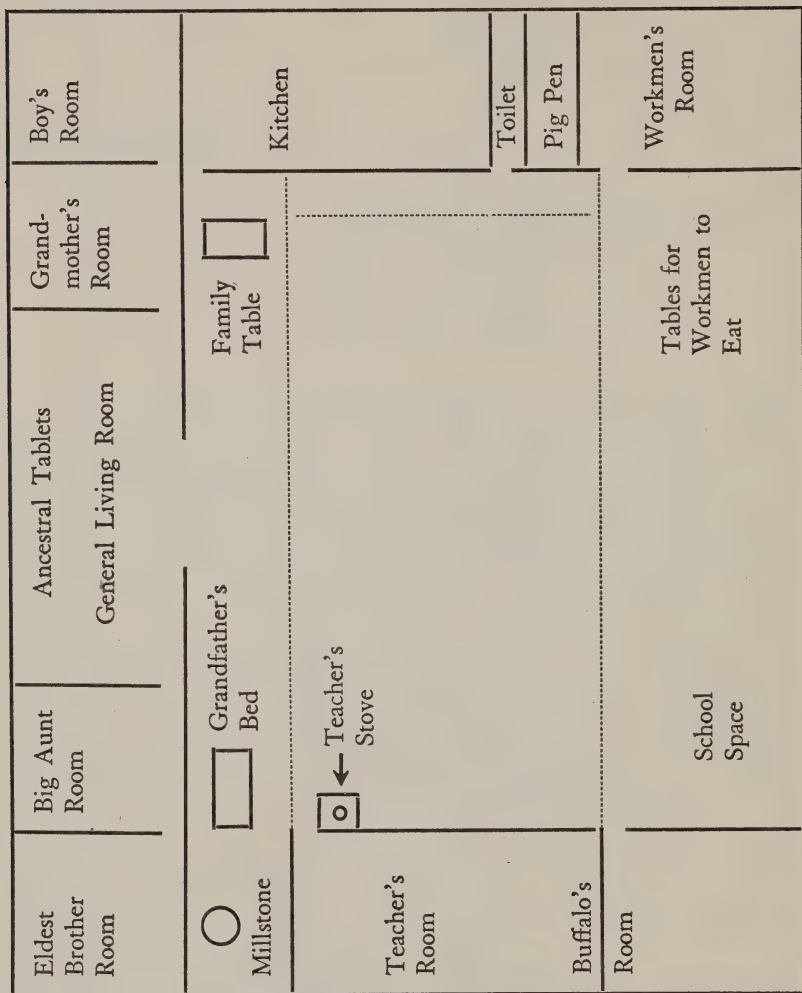 Eldest
Brother
Room
Big Aunt
Room
Ancestral Tablets
General Living Room
Grand-
mother's
Room
Boy's
Room
Millstone
Grandfather's
Bed
Family
Table
Kitchen
Teacher's
Room
Teacher's
Stove
Toilet
Pig Pen
Buffalo's
Room
School
Space
Tables for
Workmen to
Eat
Workmen's
Room